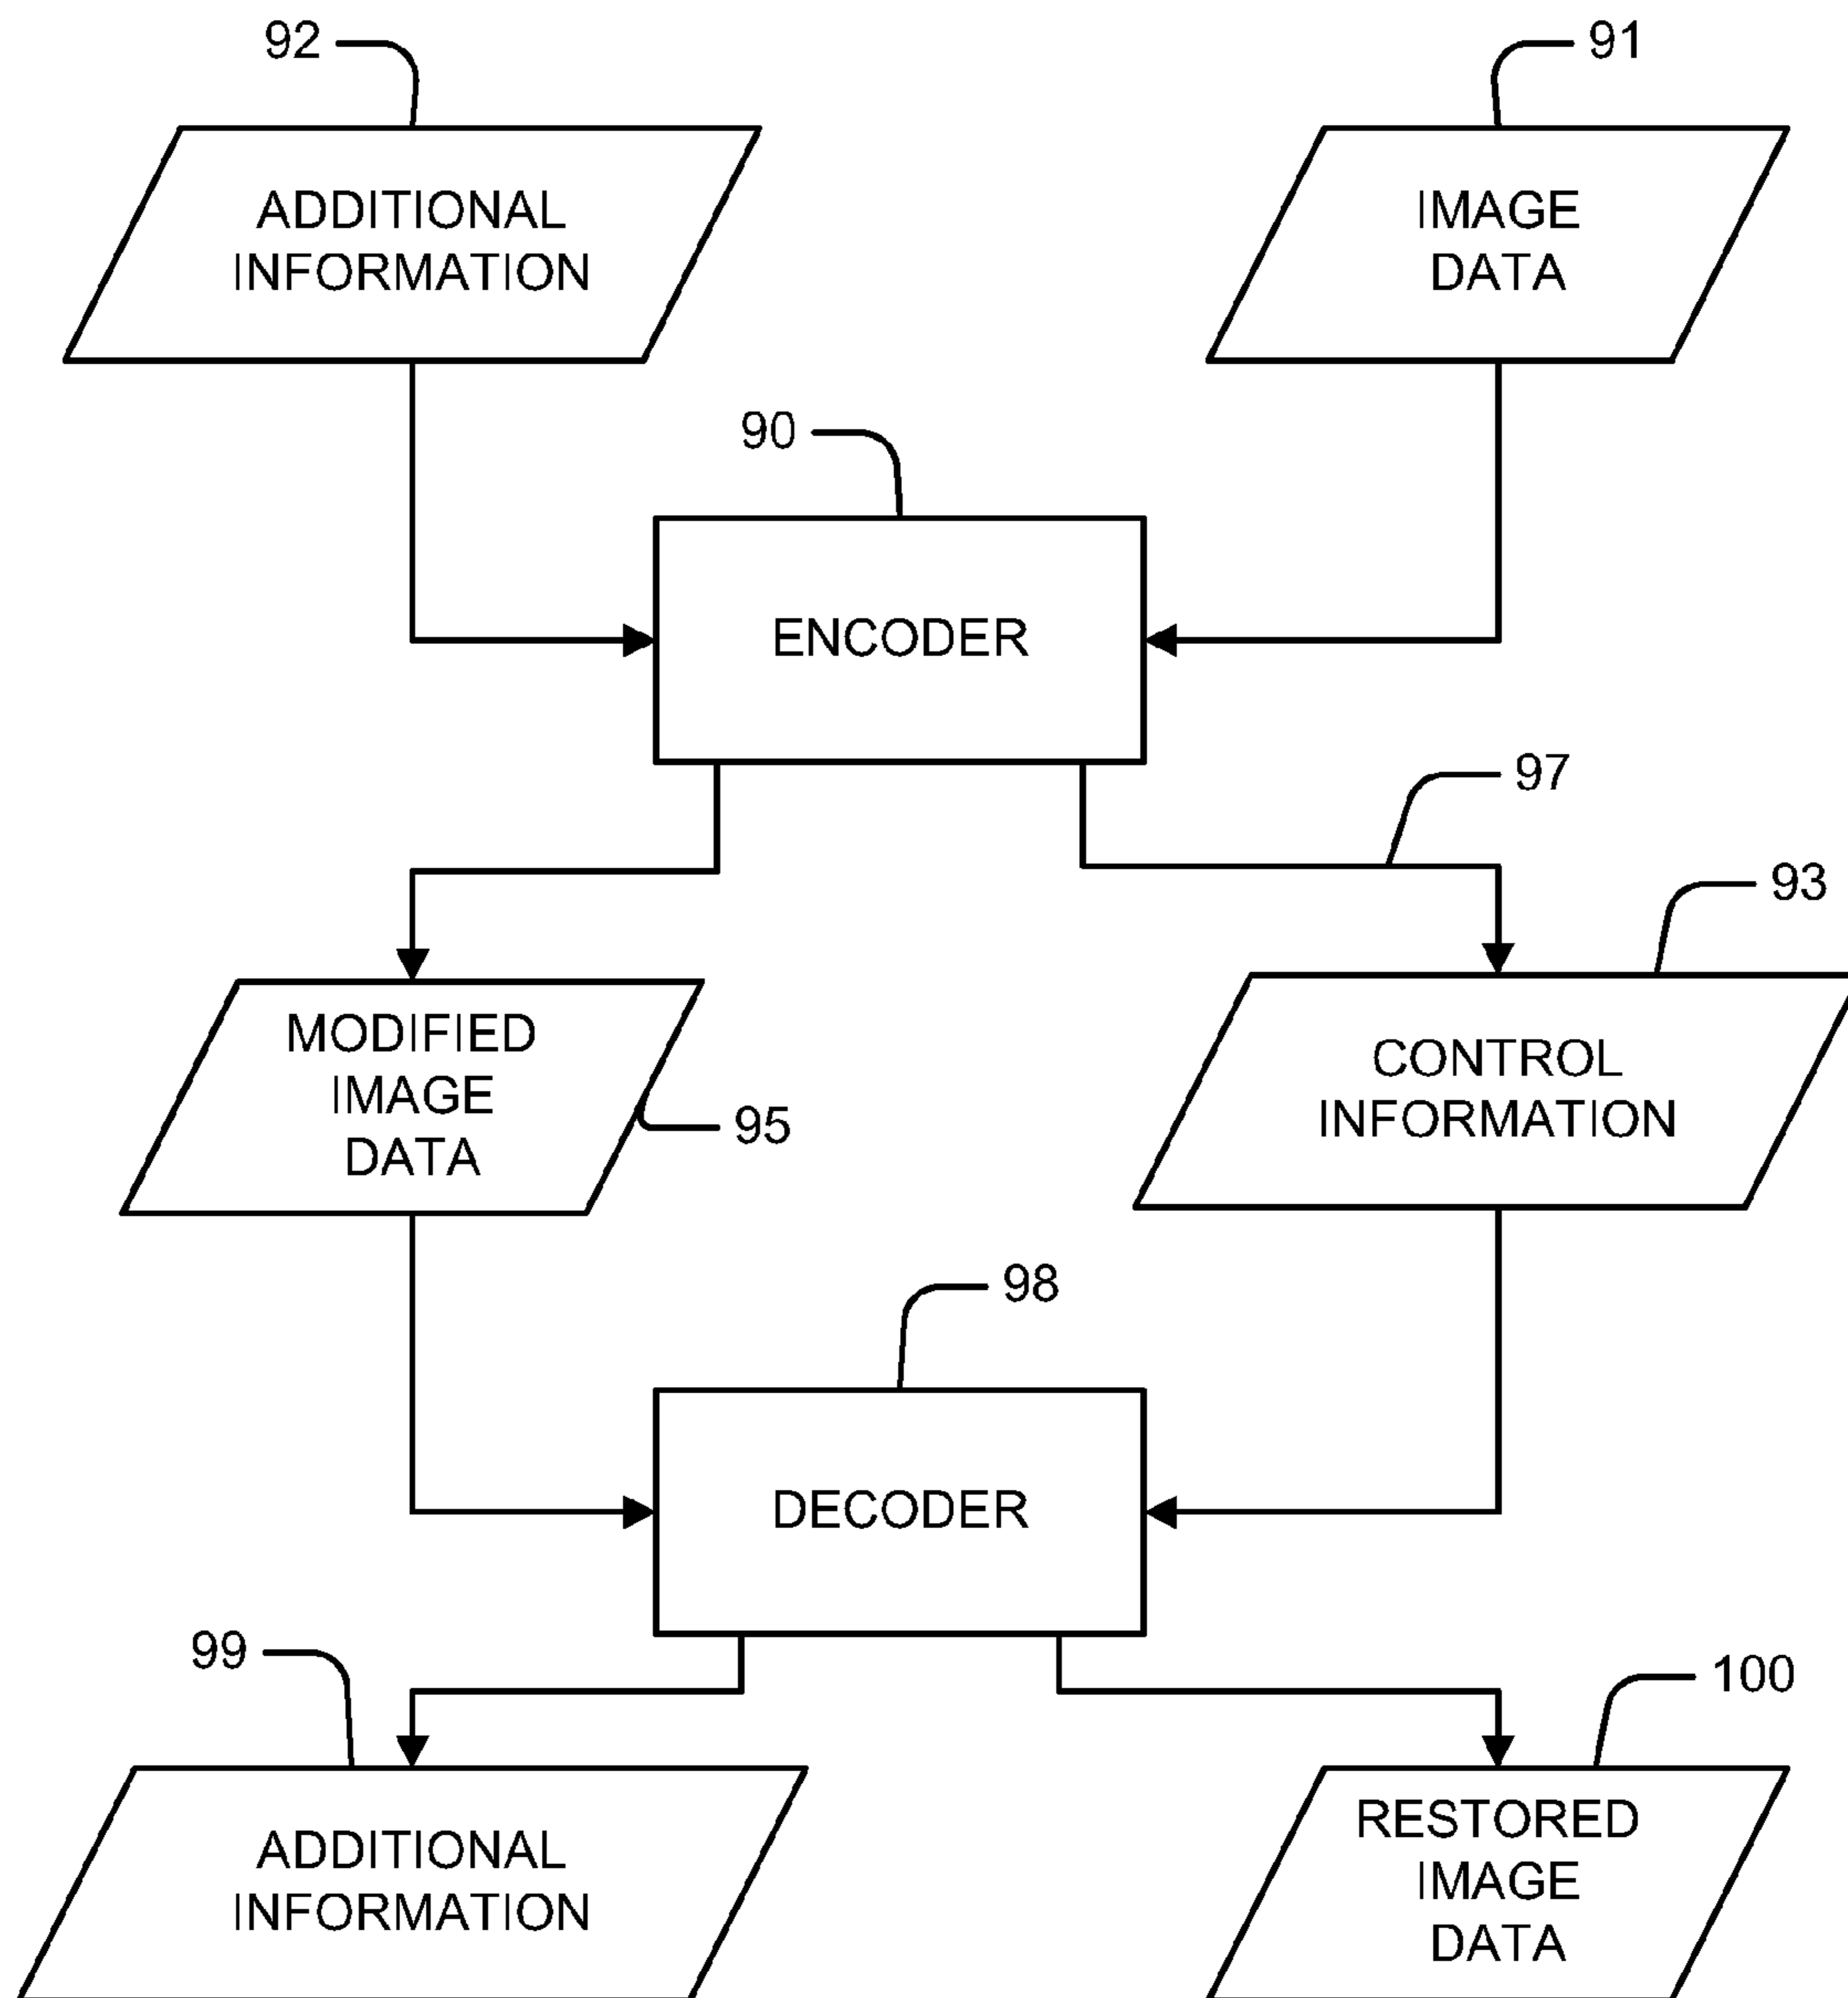 92
91
ADDITIONAL
INFORMATION
IMAGE
DATA
90
ENCODER
97
93
MODIFIED
IMAGE
DATA
95
CONTROL
INFORMATION
98
DECODER
99
100
ADDITIONAL
INFORMATION
RESTORED
IMAGE
DATA